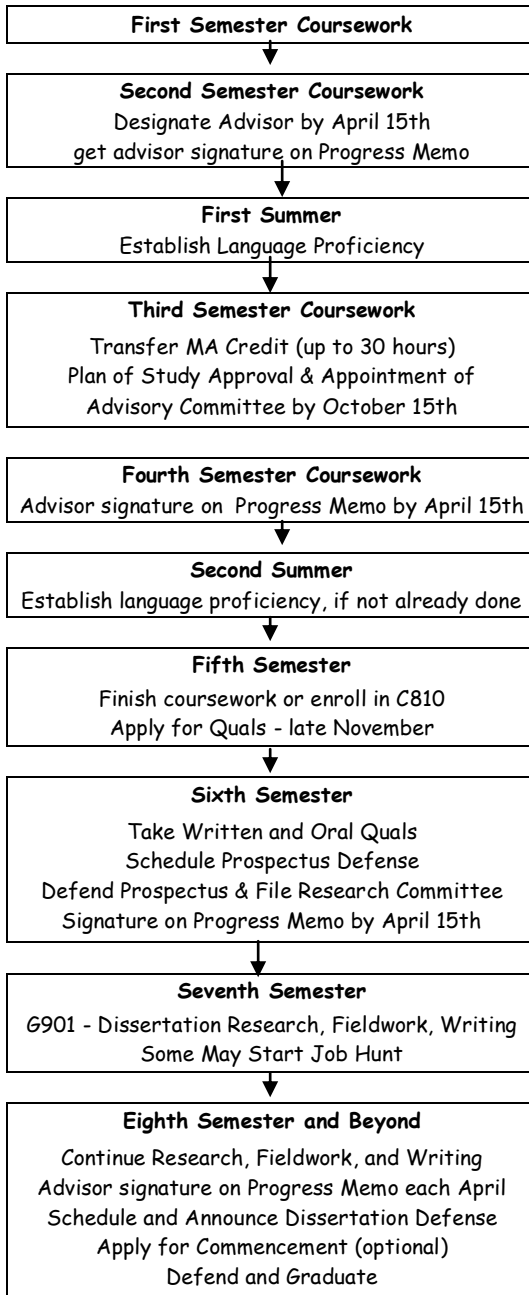 First Semester Coursework
Second Semester Coursework
Designate Advisor by April 15th
get advisor signature on Progress Memo
First Summer
Establish Language Proficiency
Third Semester Coursework
Transfer MA Credit (up to 30 hours)
Plan of Study Approval & Appointment of
Advisory Committee by October 15th
Fourth Semester Coursework
Advisor signature on Progress Memo by April 15th
Second Summer
Establish language proficiency, if not already done
Fifth Semester
Finish coursework or enroll in C810
Apply for Quals - late November
Sixth Semester
Take Written and Oral Quals
Schedule Prospectus Defense
Defend Prospectus & File Research Committee
Signature on Progress Memo by April 15th
Seventh Semester
G901 - Dissertation Research, Fieldwork, Writing
Some May Start Job Hunt
Eighth Semester and Beyond
Continue Research, Fieldwork, and Writing
Advisor signature on Progress Memo each April
Schedule and Announce Dissertation Defense
Apply for Commencement (optional)
Defend and Graduate